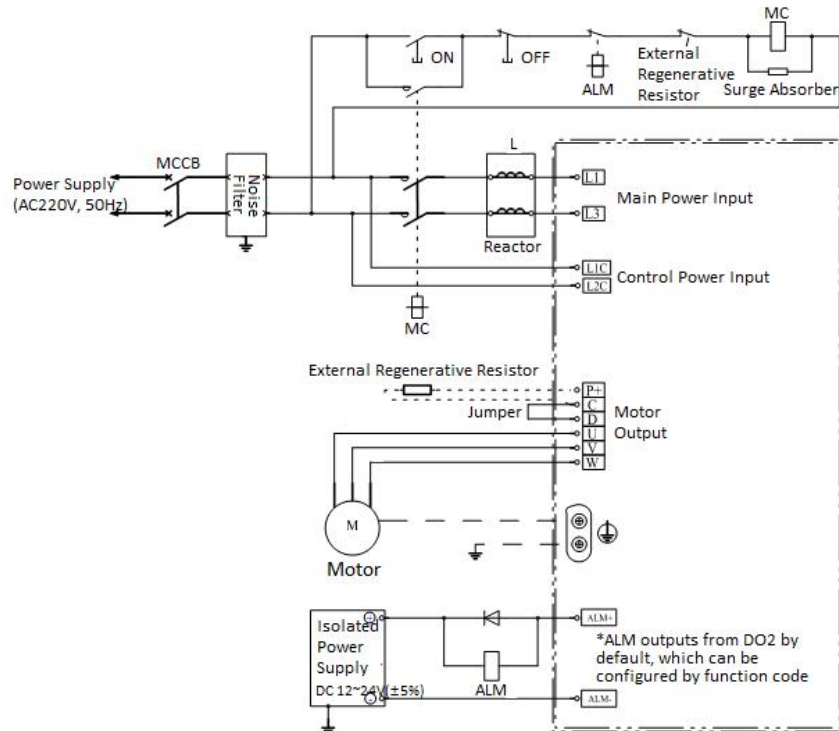 MC
ON
OFF
ALM
External
Regenerative
Resistor
Surge Absorber
MCCB
Noise
Filter
L
Power Supply
(AC220V, 50Hz)
L1
Main Power Input
L3
Reactor
L1C
Control Power Input
L2C
MC
External Regenerative Resistor
P+
C
Jumper
D
Motor
Output
U
V
W
M
Motor
Isolated
Power
Supply
DC 12~24V(±5%)
+
-
ALM
ALM+
*ALM outputs from DO2 by
default, which can be
configured by function code
ALM-